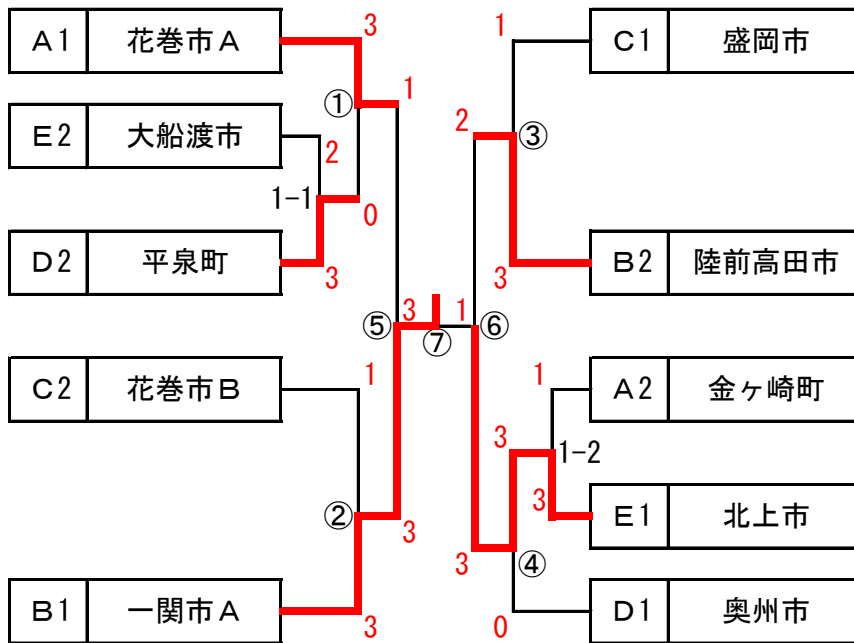 A1 花巻市A 3
1
①
E2 大船渡市
2
1-1
0
D2 平泉町 3
⑤ 3
⑦
C2 花巻市B 1
②
3
B1 一関市A 3
1 C1 盛岡市
2
③
3 B2 陸前高田市
1 ⑥
1 A2 金ヶ崎町
3
1-2
3 E1 北上市
3
④
0 D1 奥州市